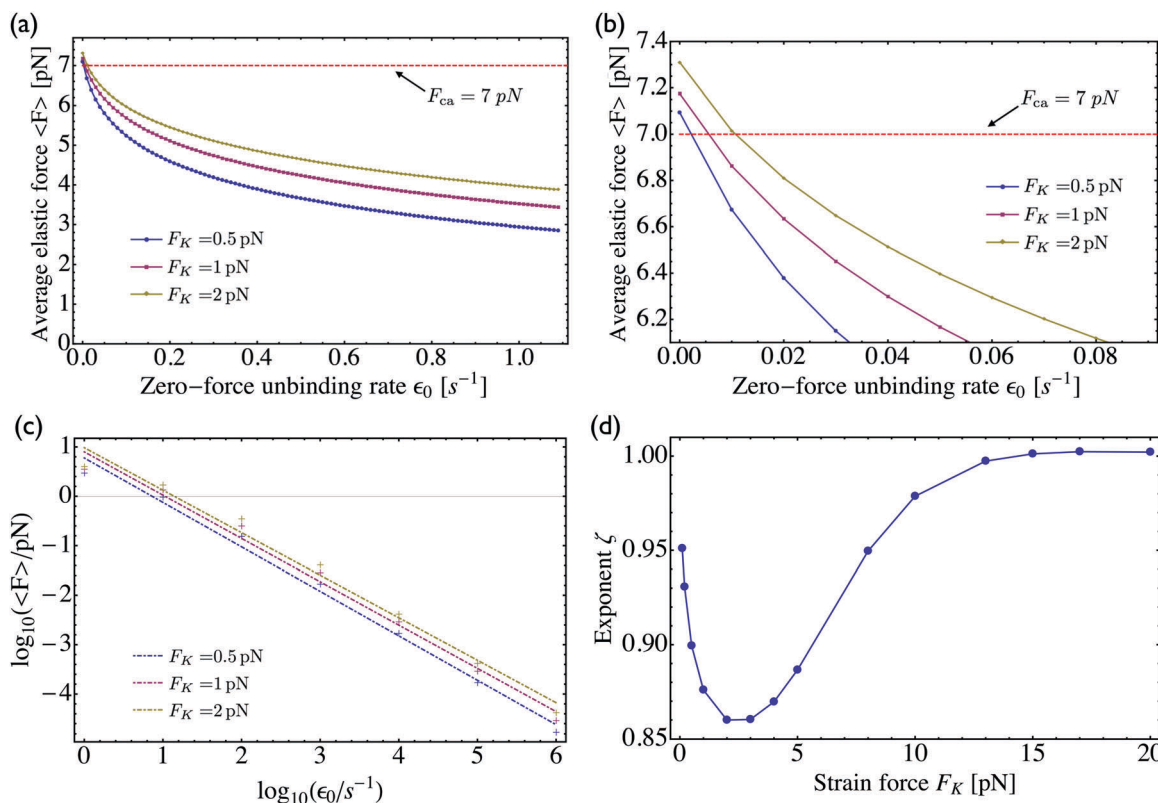 (a)
Average elastic force <F> [pN]
7
6
5
4
3
2
1
0
F_ca = 7 pN
F_K =0.5 pN
F_K =1 pN
F_K =2 pN
0.0 0.2 0.4 0.6 0.8 1.0
Zero−force unbinding rate ϵ_0 [s^−1]
(b)
Average elastic force <F> [pN]
7.4
7.2
7.0
6.8
6.6
6.4
6.2
F_ca = 7 pN
F_K =0.5 pN
F_K =1 pN
F_K =2 pN
0.00 0.02 0.04 0.06 0.08
Zero−force unbinding rate ϵ_0 [s^−1]
(c)
log_10(<F>/pN)
1
0
−1
−2
−3
−4
F_K =0.5 pN
F_K =1 pN
F_K =2 pN
0 1 2 3 4 5 6
log_10(ϵ_0/s^−1)
(d)
Exponent ζ
1.00
0.95
0.90
0.85
0 5 10 15 20
Strain force F_K [pN]